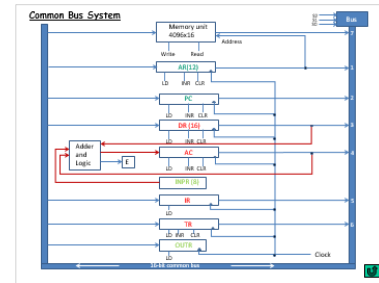 Common Bus System
Bus
Memory unit
4096x16
7
Address
Write Read
AR(12)
1
LD INR CLR
PC
2
LD INR CLR
DR (16)
3
LD INR CLR
Adder
and
Logic
E
AC
4
LD INR CLR
INPR (8)
IR
5
LD
TR
6
LD INR CLR
OUTR
LD
Clock
16-bit common bus